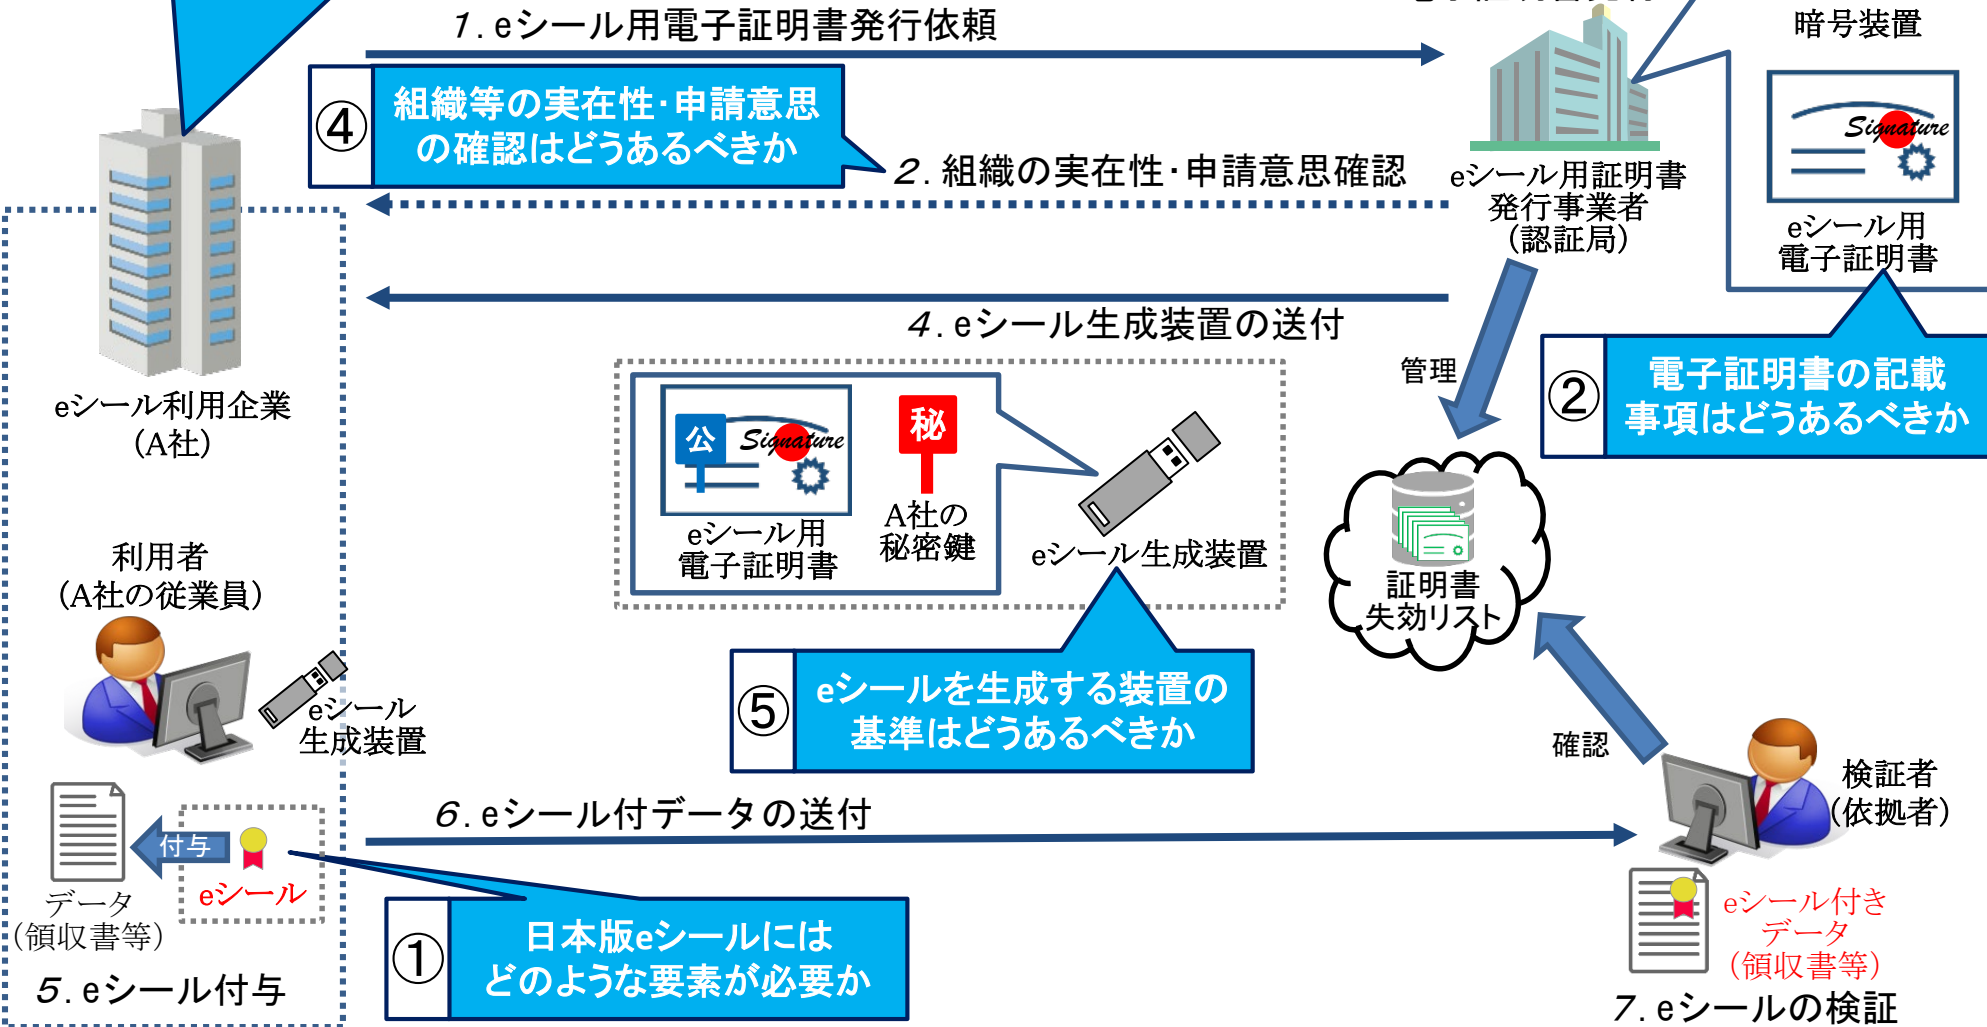 1．eシール用電子証明書発行依頼
暗号装置
④
組織等の実在性・申請意思
の確認はどうあるべきか
2．組織の実在性・申請意思確認
eシール用証明書
発行事業者
（認証局）
Signature
eシール用
電子証明書
4．eシール生成装置の送付
管理
②
電子証明書の記載
事項はどうあるべきか
eシール利用企業
（A社）
公
Signature
秘
eシール用
電子証明書
A社の
秘密鍵
eシール生成装置
証明書
失効リスト
利用者
（A社の従業員）
eシール
生成装置
⑤
eシールを生成する装置の
基準はどうあるべきか
確認
検証者
（依拠者）
6．eシール付データの送付
付与
eシール
データ
（領収書等）
5．eシール付与
①
日本版eシールには
どのような要素が必要か
eシール付き
データ
（領収書等）
7．eシールの検証